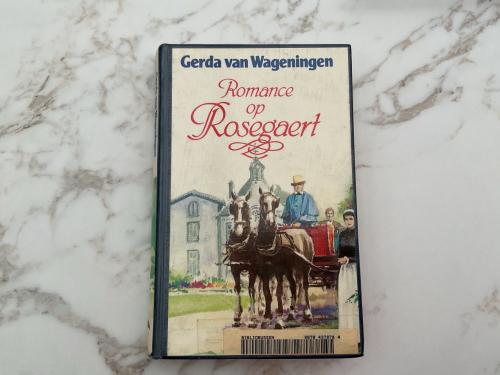 Gerda van Wageningen
Romance
op
Rosegaert